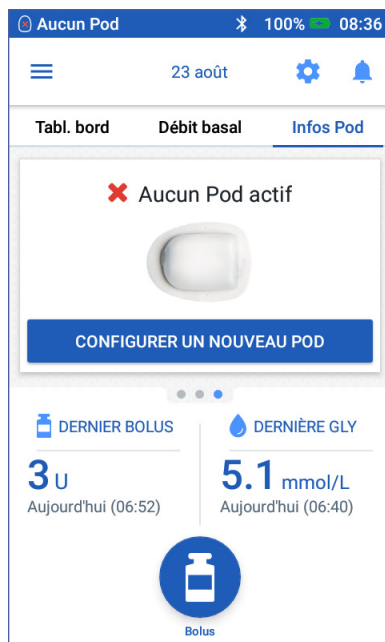 Aucun Pod 100% 08:36
23 août
Tabl. bord Débit basal Infos Pod
Aucun Pod actif
CONFIGURER UN NOUVEAU POD
DERNIER BOLUS DERNIÈRE GLY
3 U 5.1 mmol/L
Aujourd'hui (06:52) Aujourd'hui (06:40)
Bolus